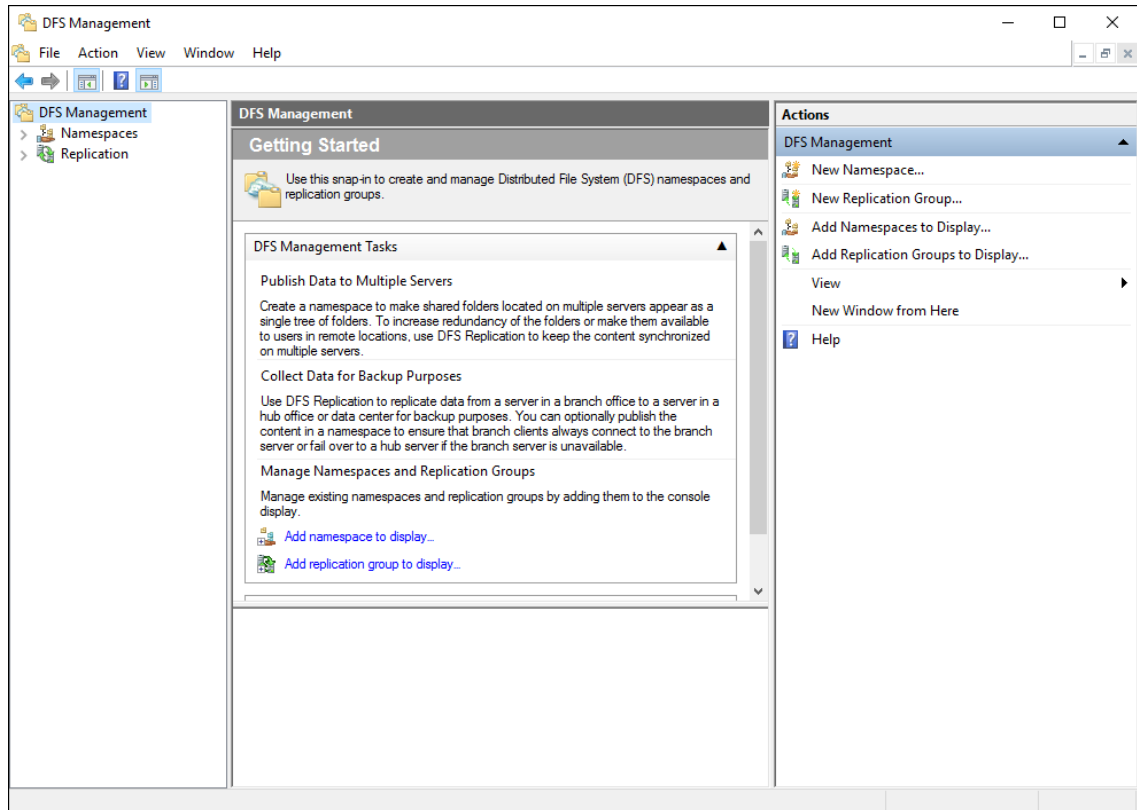 DFS Management
File Action View Window Help
DFS Management
Namespaces
Replication
DFS Management
Getting Started
Use this snap-in to create and manage Distributed File System (DFS) namespaces and
replication groups.
DFS Management Tasks
Publish Data to Multiple Servers
Create a namespace to make shared folders located on multiple servers appear as a
single tree of folders. To increase redundancy of the folders or make them available
to users in remote locations, use DFS Replication to keep the content synchronized
on multiple servers.
Collect Data for Backup Purposes
Use DFS Replication to replicate data from a server in a branch office to a server in a
hub office or data center for backup purposes. You can optionally publish the
content in a namespace to ensure that branch clients always connect to the branch
server or fail over to a hub server if the branch server is unavailable.
Manage Namespaces and Replication Groups
Manage existing namespaces and replication groups by adding them to the console
display.
Add namespace to display...
Add replication group to display...
Actions
DFS Management
New Namespace...
New Replication Group...
Add Namespaces to Display...
Add Replication Groups to Display...
View
New Window from Here
Help